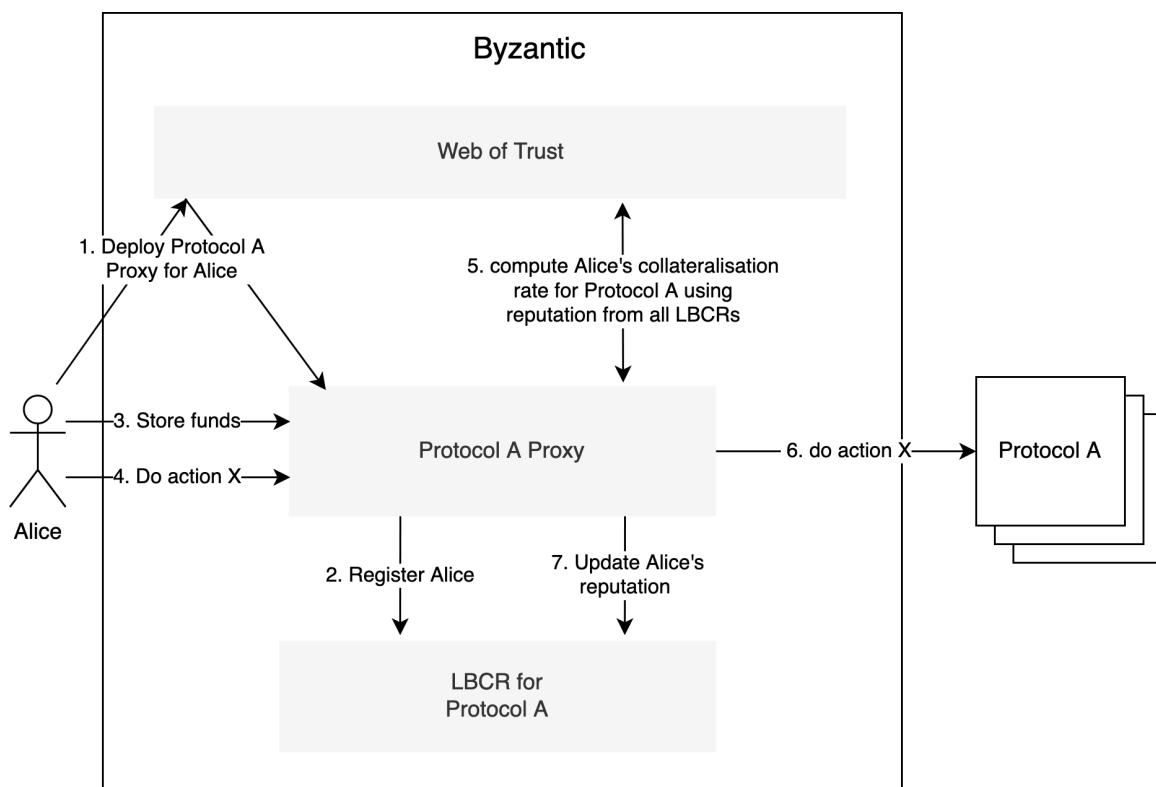 Byzantic
Web of Trust
1. Deploy Protocol A
Proxy for Alice
5. compute Alice's collateralisation
rate for Protocol A using
reputation from all LBCRs
3. Store funds
4. Do action X
Alice
Protocol A Proxy
6. do action X
Protocol A
2. Register Alice
7. Update Alice's
reputation
LBCR for
Protocol A